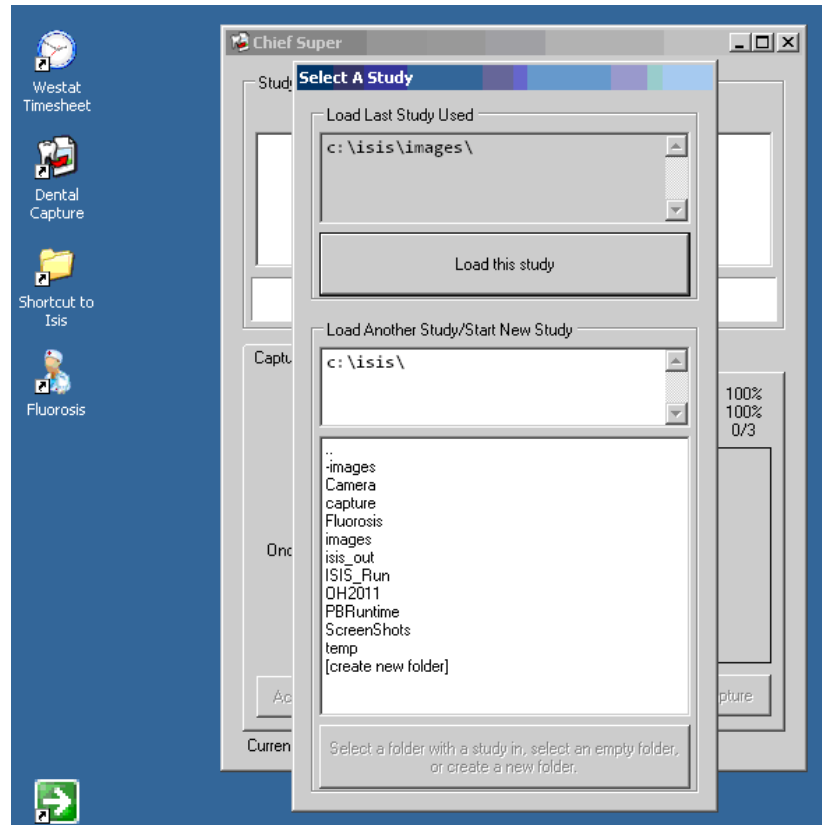 Westat
Timesheet
Dental
Capture
Shortcut to
Isis
Fluorosis
Chief Super
Select A Study
Load Last Study Used
c:\isis\images\
Load this study
Load Another Study/Start New Study
c:\isis\
..
-images
Camera
capture
Fluorosis
images
isis_out
ISIS_Run
OH2011
PBRuntime
ScreenShots
temp
[create new folder]
Select a folder with a study in, select an empty folder,
or create a new folder.
100%
100%
0/3